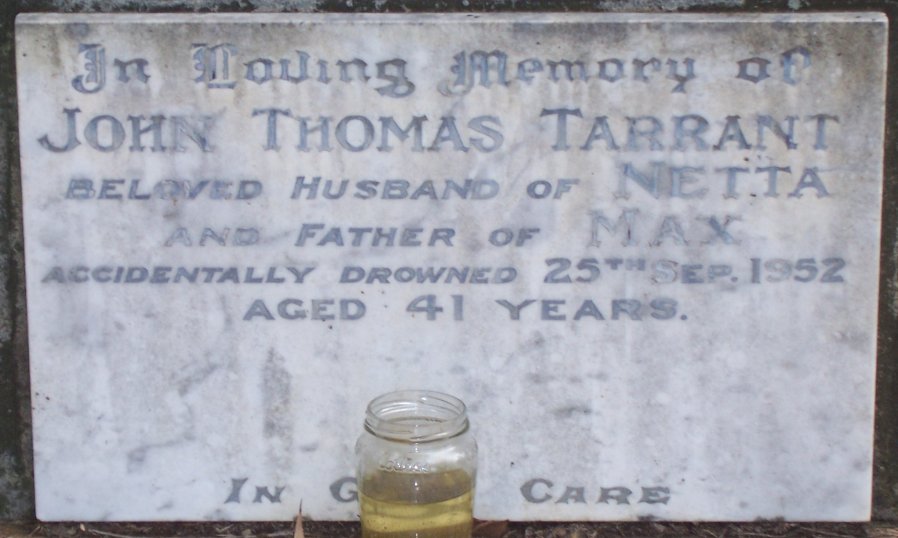 In Loving Memory of
JOHN THOMAS TARRANT
BELOVED HUSBAND OF NETTA
AND FATHER OF MAX
ACCIDENTALLY DROWNED 25TH SEP. 1952
AGED 41 YEARS.
IN G CARE